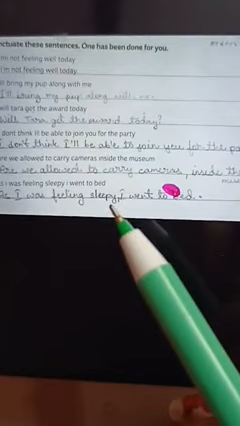 nctuate these sentences. One has been done for you.
'm not feeling well today
I'm not feeling well today
ill bring my pup along with me
I'll bring my pup along with me.
will tara get the award today
Will Tara get the award today?
dont think ill be able to join you for the party
I don't think I'll be able to join you for the pa
re we allowed to carry cameras inside the museum
Are we allowed to carry cameras, inside th
s i was feeling sleepy i went to bed
As I was feeling sleepy, I went to bed.